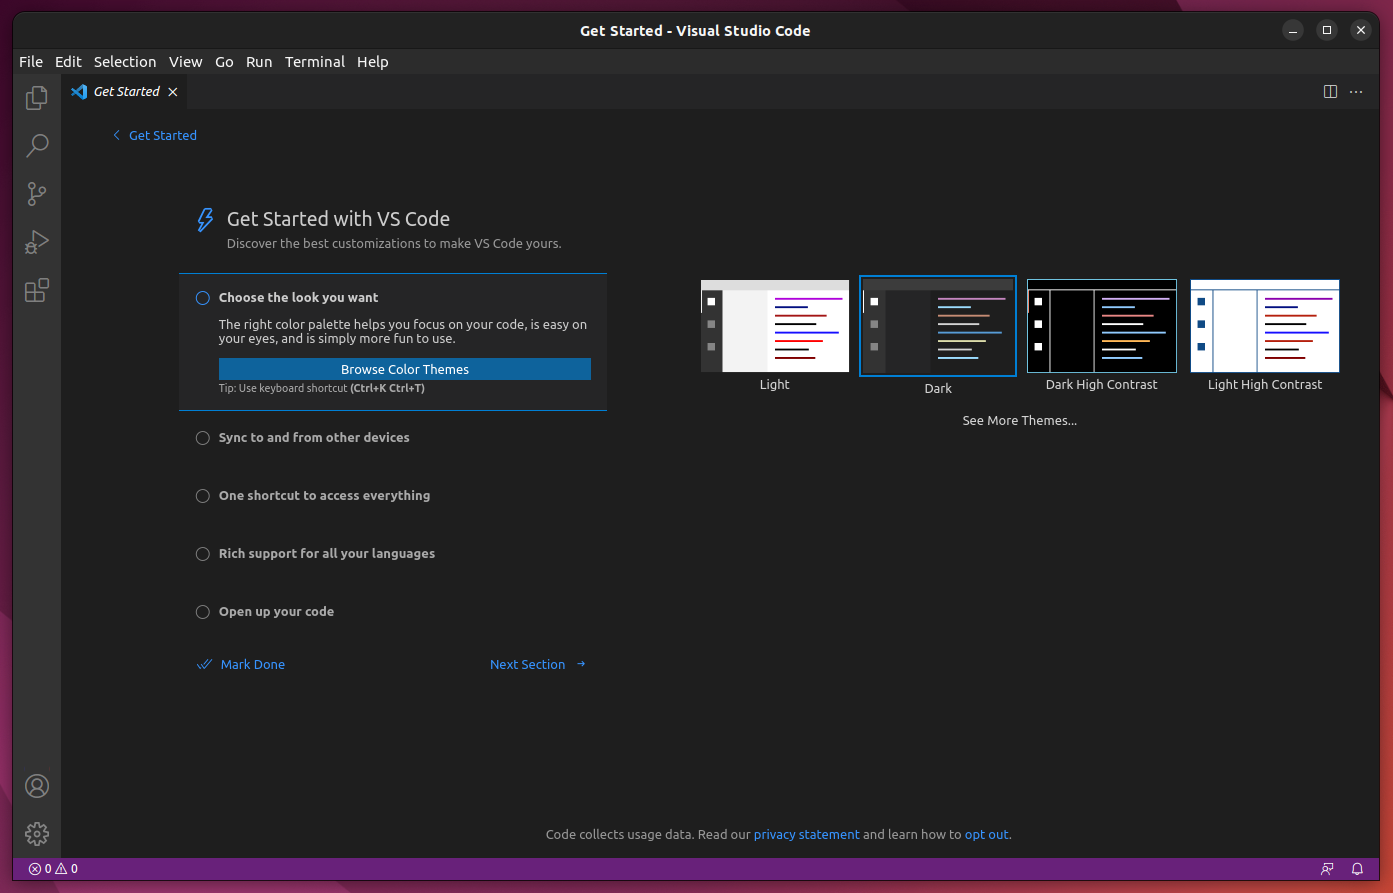 Get Started - Visual Studio Code
File Edit Selection View Go Run Terminal Help
Get Started
Get Started
Get Started with VS Code
Discover the best customizations to make VS Code yours.
Choose the look you want
The right color palette helps you focus on your code, is easy on
your eyes, and is simply more fun to use.
Browse Color Themes
Tip: Use keyboard shortcut (Ctrl+K Ctrl+T)
Sync to and from other devices
One shortcut to access everything
Rich support for all your languages
Open up your code
Mark Done
Next Section
Light
Dark
Dark High Contrast
Light High Contrast
See More Themes...
Code collects usage data. Read our privacy statement and learn how to opt out.
0 0